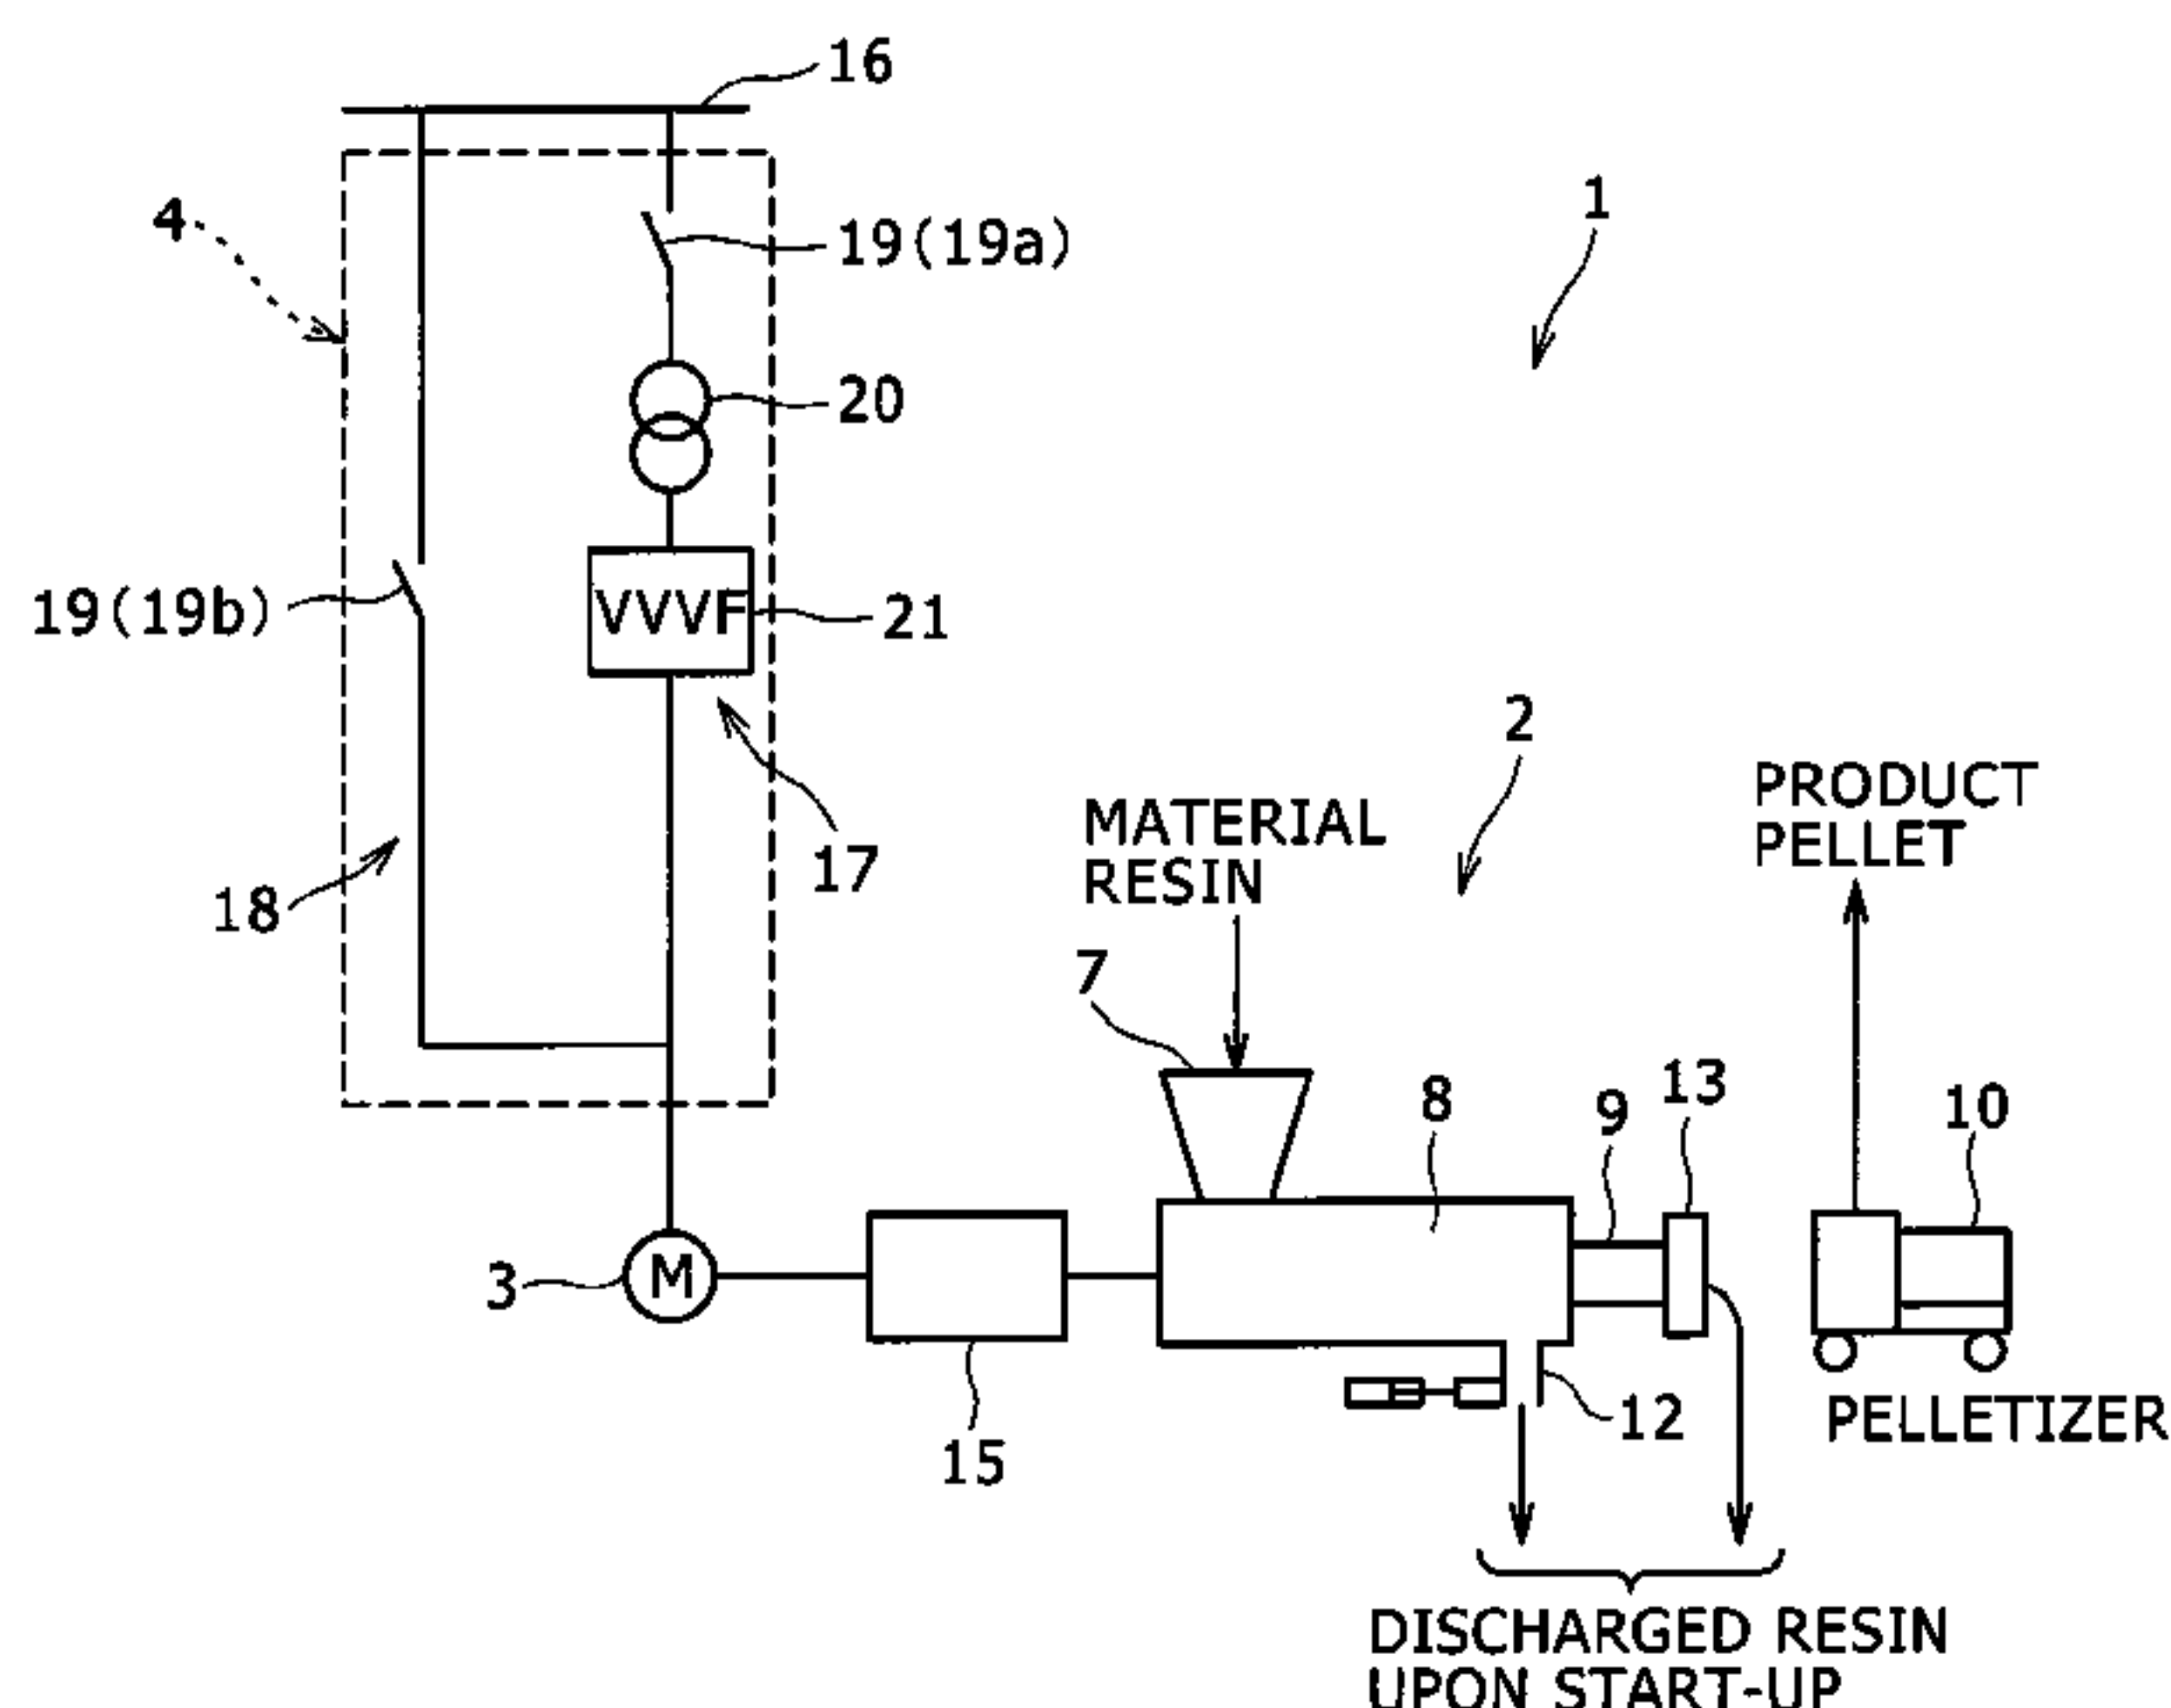 16
4
19(19a)
1
20
19(19b)
VVVF
21
2
PRODUCT
PELLET
MATERIAL
RESIN
17
18
7
13
8
9
10
3
M
12
PELLETIZER
15
DISCHARGED RESIN
UPON START-UP